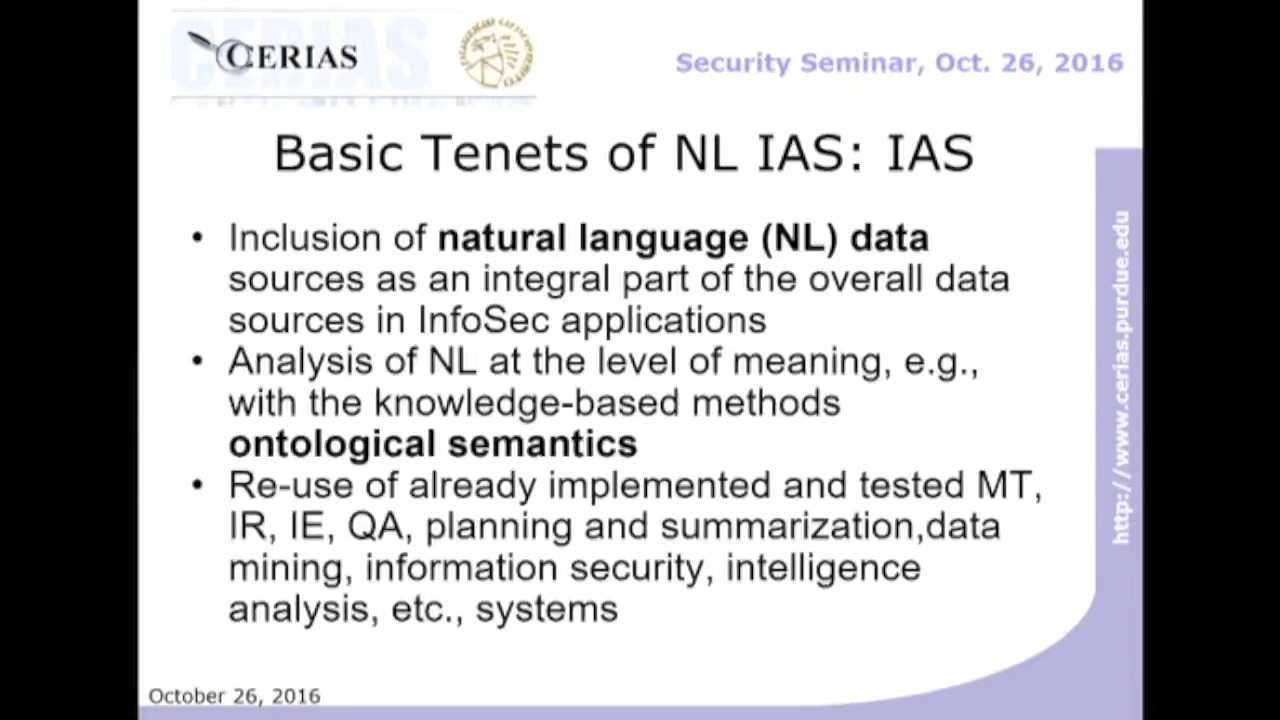 CERIAS
Security Seminar, Oct. 26, 2016
Basic Tenets of NL IAS: IAS
• Inclusion of natural language (NL) data
sources as an integral part of the overall data
sources in InfoSec applications
• Analysis of NL at the level of meaning, e.g.,
with the knowledge-based methods
ontological semantics
• Re-use of already implemented and tested MT,
IR, IE, QA, planning and summarization,data
mining, information security, intelligence
analysis, etc., systems
http://www.cerias.purdue.edu
October 26, 2016